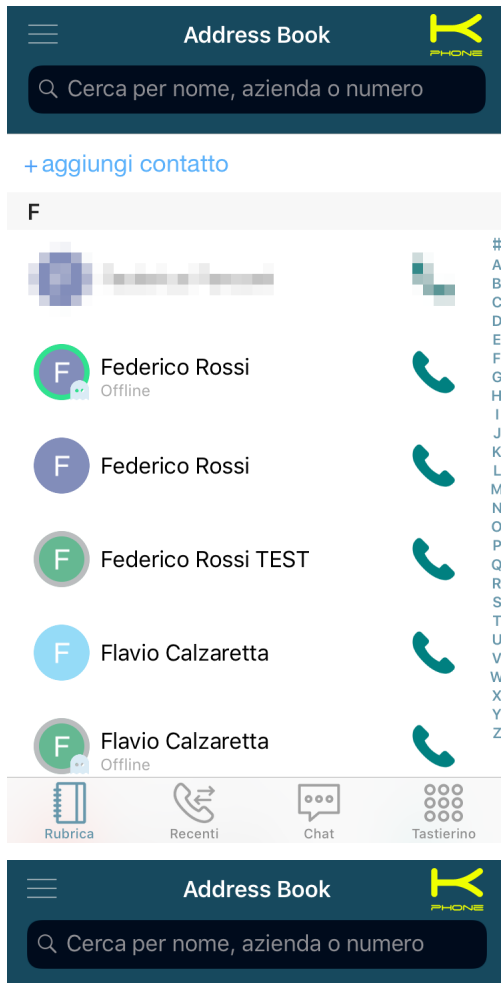 Address Book
K
PHONE
Cerca per nome, azienda o numero
+ aggiungi contatto
F
#
A
B
C
D
E
F
G
H
I
J
K
L
M
N
O
P
Q
R
S
T
U
V
W
X
Y
Z
F
Federico Rossi
Offline
F
Federico Rossi
F
Federico Rossi TEST
F
Flavio Calzaretta
F
Flavio Calzaretta
Offline
Rubrica
Recenti
Chat
Tastierino
Address Book
K
PHONE
Cerca per nome, azienda o numero